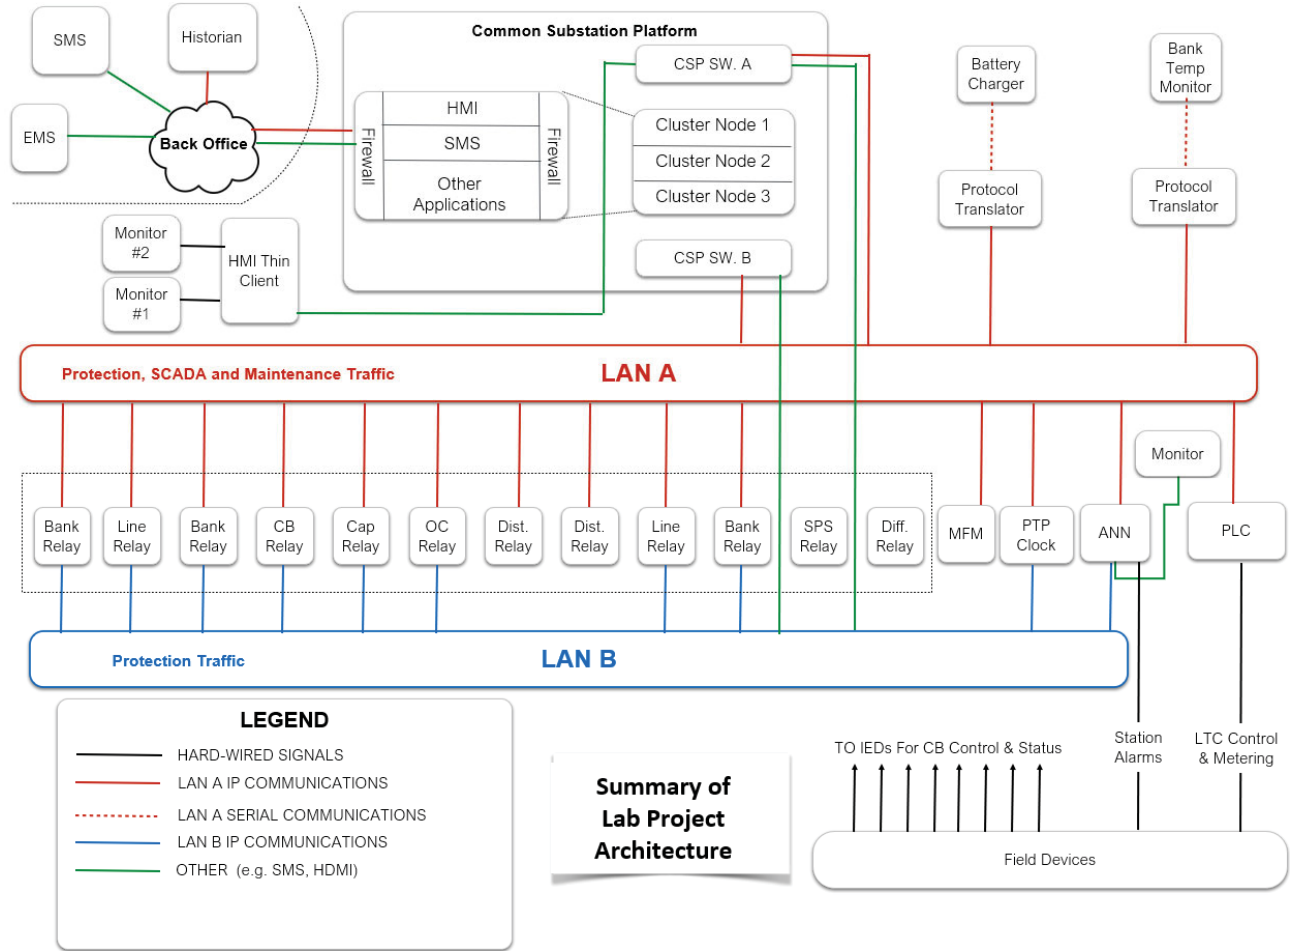 SMS
Historian
EMS
Back Office
Common Substation Platform
CSP SW. A
Firewall
HMI
SMS
Other
Applications
Firewall
Cluster Node 1
Cluster Node 2
Cluster Node 3
CSP SW. B
Battery
Charger
Bank
Temp
Monitor
Protocol
Translator
Protocol
Translator
Monitor
#2
Monitor
#1
HMI Thin
Client
Protection, SCADA and Maintenance Traffic
LAN A
Monitor
Bank
Relay
Line
Relay
Bank
Relay
CB
Relay
Cap
Relay
OC
Relay
Dist.
Relay
Dist.
Relay
Line
Relay
Bank
Relay
SPS
Relay
Diff.
Relay
MFM
PTP
Clock
ANN
PLC
Protection Traffic
LAN B
LEGEND
HARD-WIRED SIGNALS
LAN A IP COMMUNICATIONS
LAN A SERIAL COMMUNICATIONS
LAN B IP COMMUNICATIONS
OTHER (e.g. SMS, HDMI)
Summary of
Lab Project
Architecture
TO IEDs For CB Control & Status
Station
Alarms
LTC Control
& Metering
Field Devices